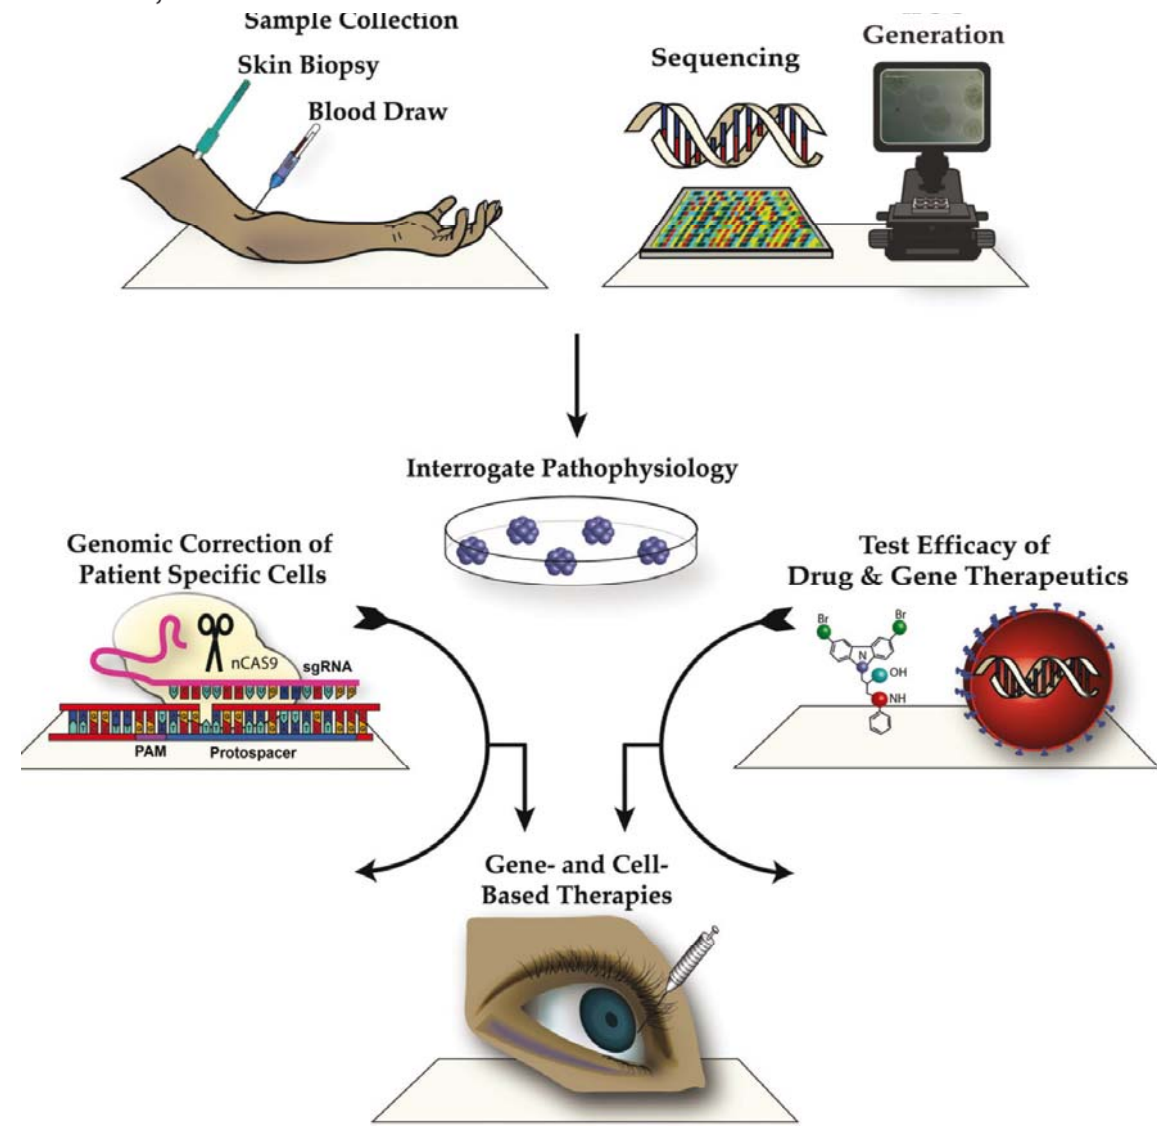 Sample Collection
Skin Biopsy
Blood Draw
Sequencing
Generation
Interrogate Pathophysiology
Genomic Correction of
Patient Specific Cells
nCAS9
sgRNA
PAM
Protospacer
Test Efficacy of
Drug & Gene Therapeutics
Br
Br
N
OH
NH
Gene- and Cell-
Based Therapies